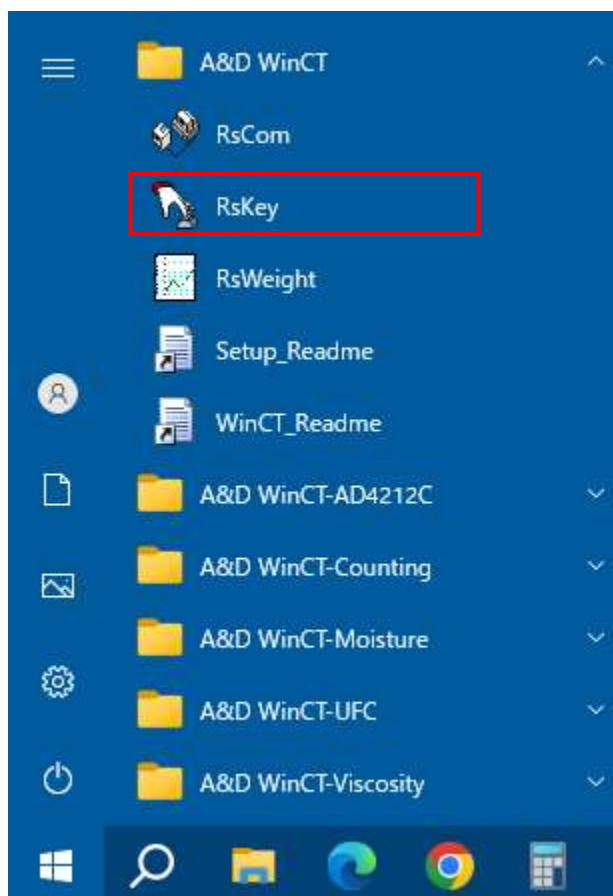 A&D WinCT
RsCom
RsKey
RsWeight
Setup_Readme
WinCT_Readme
A&D WinCT-AD4212C
A&D WinCT-Counting
A&D WinCT-Moisture
A&D WinCT-UFC
A&D WinCT-Viscosity